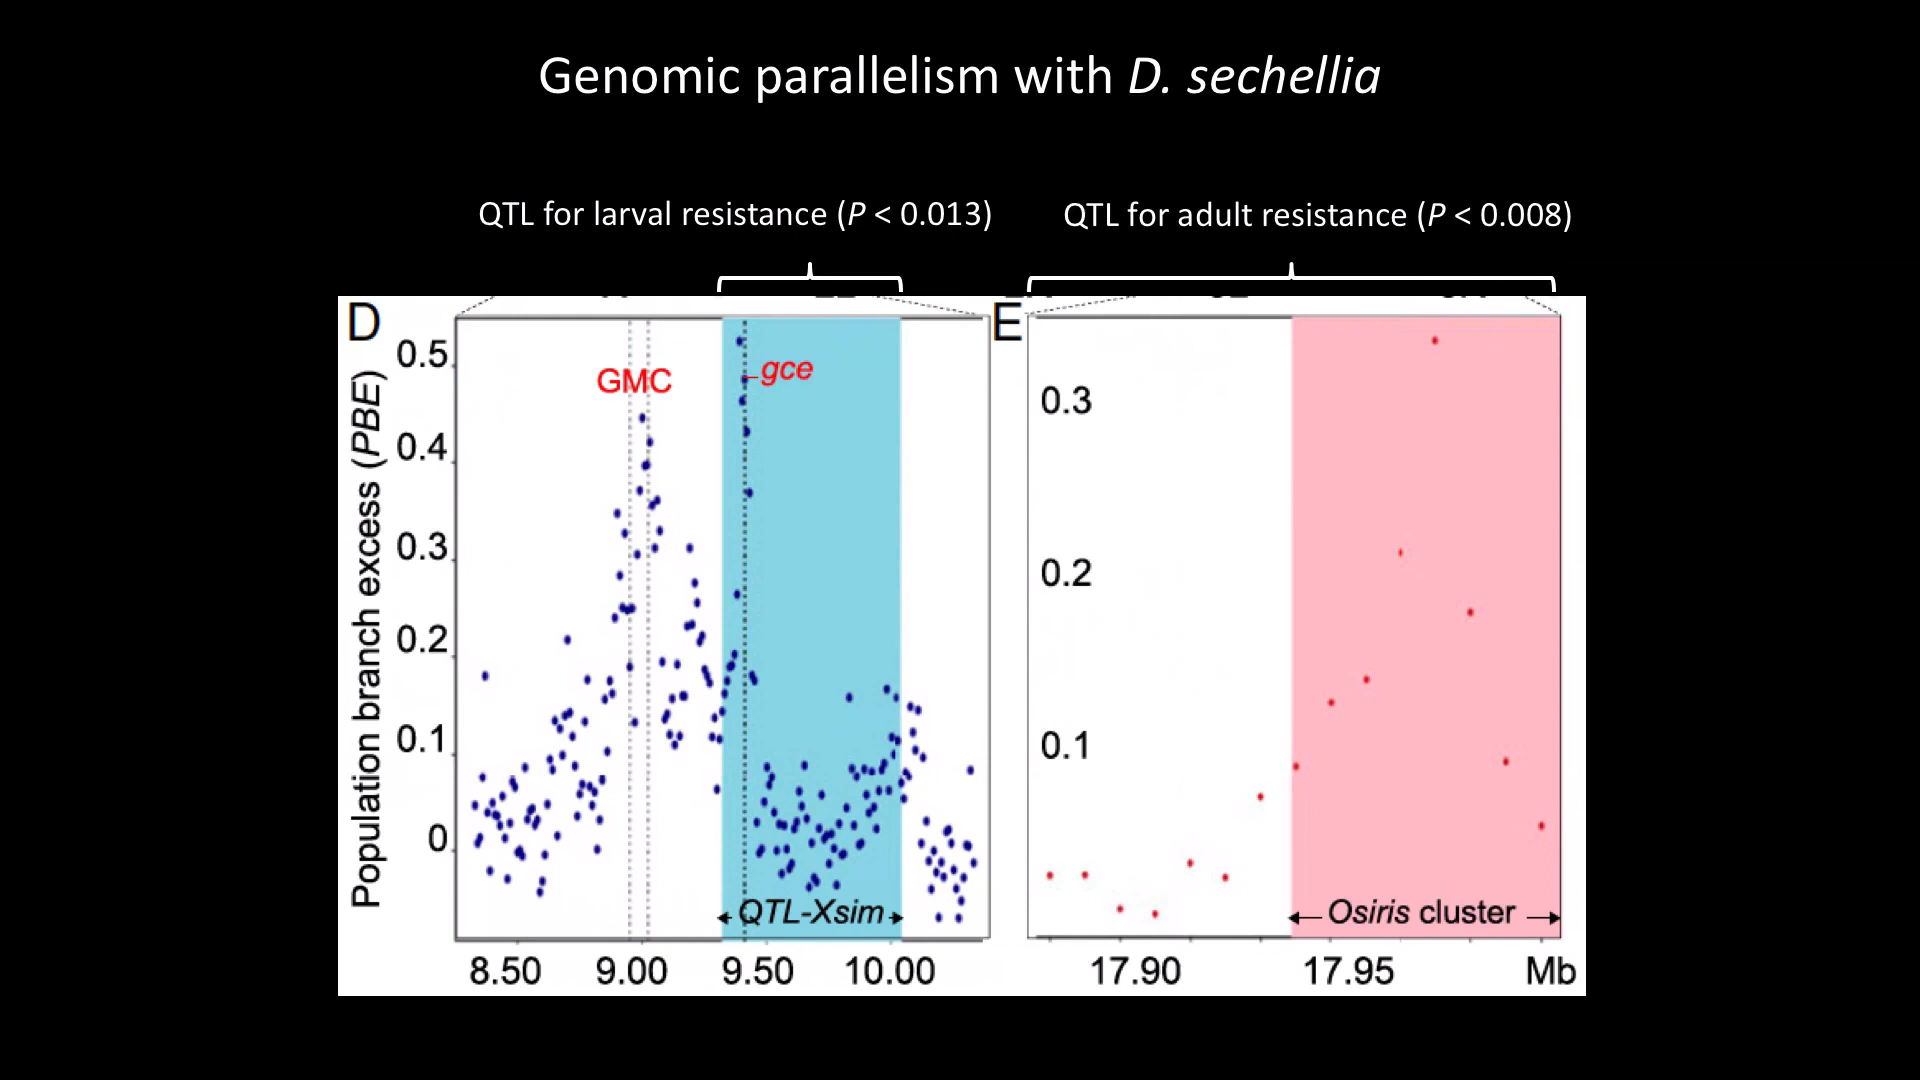 Genomic parallelism with D. sechellia
QTL for larval resistance (P < 0.013)
QTL for adult resistance (P < 0.008)
D
E
Population branch excess (PBE)
0.5
0.4
0.3
0.2
0.1
0
GMC
gce
QTL-Xsim
8.50 9.00 9.50 10.00
0.3
0.2
0.1
Osiris cluster
17.90 17.95 Mb